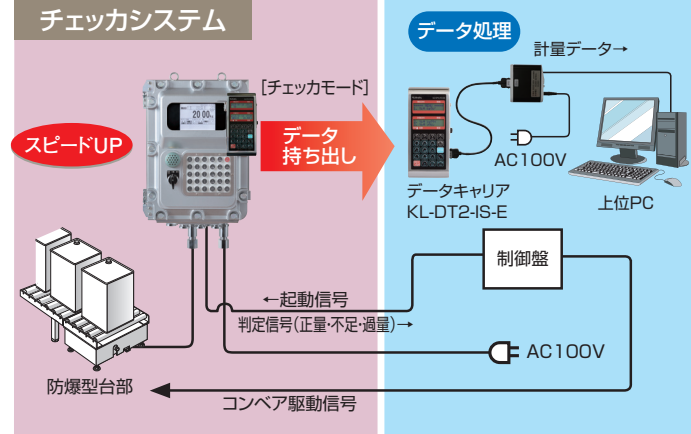 チェッカシステム
データ処理
計量データ→
[チェッカモード]
20.00
スピードUP
データ
持ち出し
AC100V
データキャリア
KL-DT2-IS-E
上位PC
制御盤
←起動信号
判定信号(正量・不足・過量)→
AC100V
防爆型台部
コンベア駆動信号